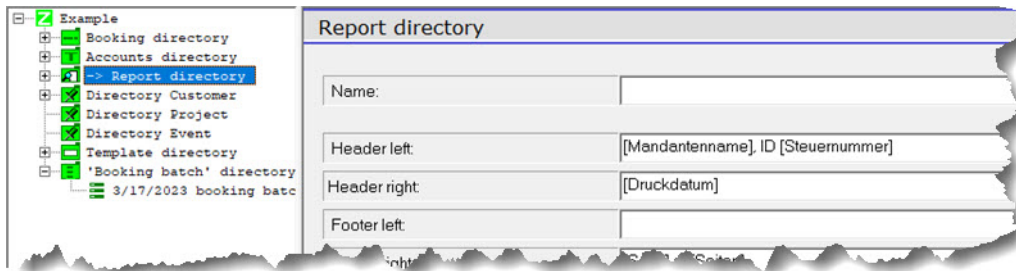 Example
Booking directory
Accounts directory
-> Report directory
Directory Customer
Directory Project
Directory Event
Template directory
'Booking batch' directory
3/17/2023 booking batc
Report directory
Name:
Header left: [Mandantenname], ID [Steuernummer]
Header right: [Druckdatum]
Footer left: